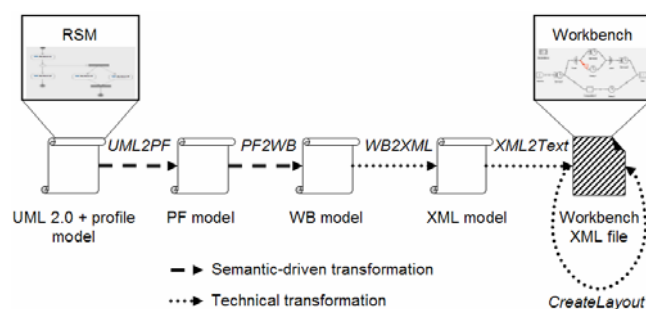 RSM
Workbench
UML2PF
PF2WB
WB2XML
XML2Text
UML 2.0 + profile
model
PF model
WB model
XML model
Workbench
XML file
Semantic-driven transformation
Technical transformation
CreateLayout